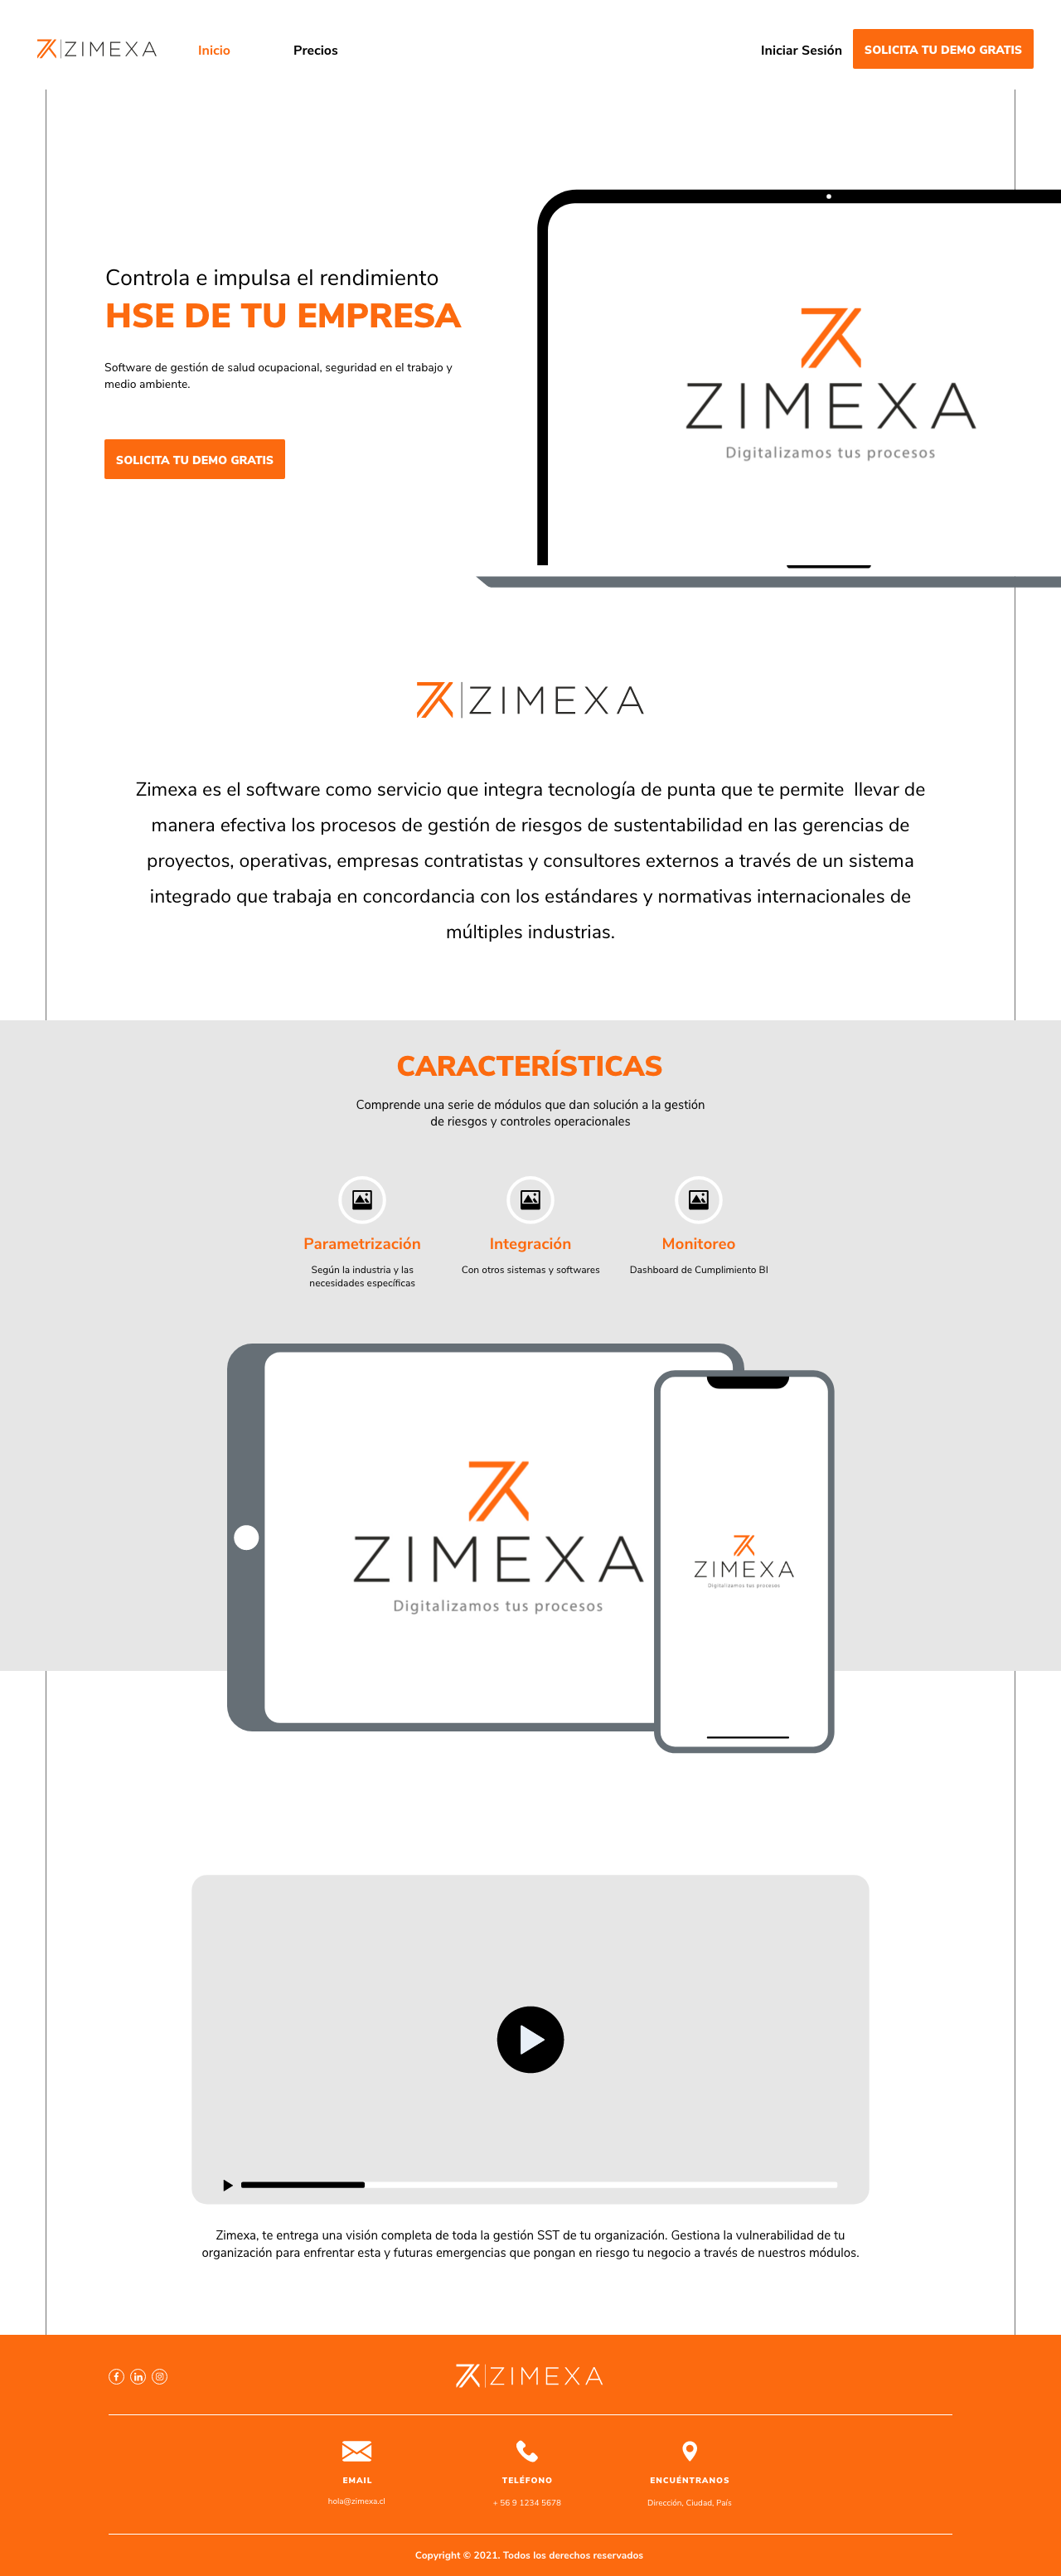 ZIMEXA
Inicio
Precios
Iniciar Sesión
SOLICITA TU DEMO GRATIS
Controla e impulsa el rendimiento
HSE DE TU EMPRESA
Software de gestión de salud ocupacional, seguridad en el trabajo y
medio ambiente.
SOLICITA TU DEMO GRATIS
ZIMEXA
Digitalizamos tus procesos
ZIMEXA
Zimexa es el software como servicio que integra tecnología de punta que te permite  llevar de
manera efectiva los procesos de gestión de riesgos de sustentabilidad en las gerencias de
proyectos, operativas, empresas contratistas y consultores externos a través de un sistema
integrado que trabaja en concordancia con los estándares y normativas internacionales de
múltiples industrias.
CARACTERÍSTICAS
Comprende una serie de módulos que dan solución a la gestión
de riesgos y controles operacionales
Parametrización
Según la industria y las
necesidades específicas
Integración
Con otros sistemas y softwares
Monitoreo
Dashboard de Cumplimiento BI
ZIMEXA
Digitalizamos tus procesos
ZIMEXA
Digitalizamos tus procesos
Zimexa, te entrega una visión completa de toda la gestión SST de tu organización. Gestiona la vulnerabilidad de tu
organización para enfrentar esta y futuras emergencias que pongan en riesgo tu negocio a través de nuestros módulos.
ZIMEXA
EMAIL
hola@zimexa.cl
TELÉFONO
+ 56 9 1234 5678
ENCUÉNTRANOS
Dirección, Ciudad, País
Copyright © 2021. Todos los derechos reservados